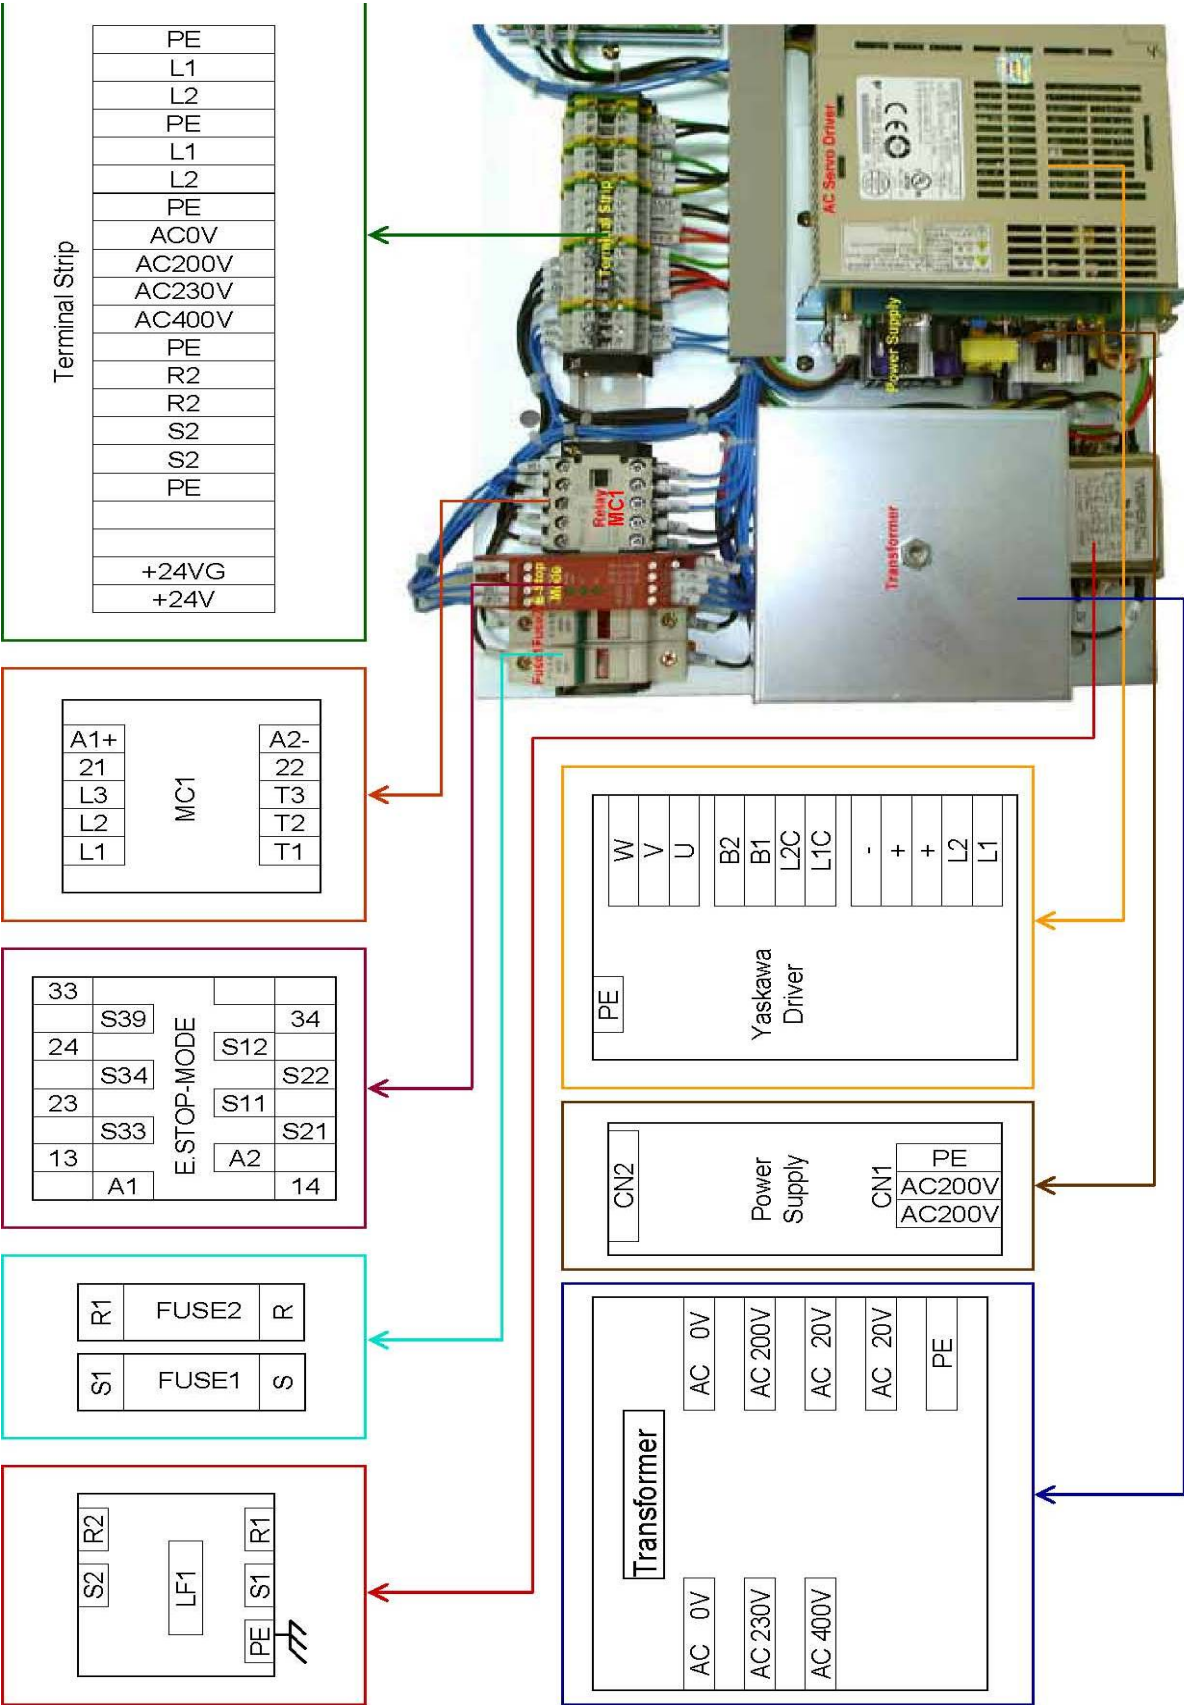 Terminal Strip
PE
L1
L2
PE
L1
L2
PE
AC0V
AC200V
AC230V
AC400V
PE
R2
R2
S2
S2
PE
+24VG
+24V
AC Servo Driver
CE
Terminal Strip
Power Supply
Relay
MC1
E-Stop
MODE
Fuse1 Fuse2
Transformer
A1+
21
L3
L2
L1
MC1
A2-
22
T3
T2
T1
33
S39
34
24
S12
S34
S22
23
S11
S33
S21
13
A2
A1
14
E.STOP-MODE
R1
FUSE2
R
S1
FUSE1
S
R2
S2
LF1
R1
S1
PE
W
V
U
B2
B1
L2C
L1C
-
+
+
L2
L1
PE
Yaskawa
Driver
CN2
Power
Supply
CN1
PE
AC200V
AC200V
Transformer
AC 0V
AC 200V
AC 20V
AC 20V
PE
AC 0V
AC 230V
AC 400V